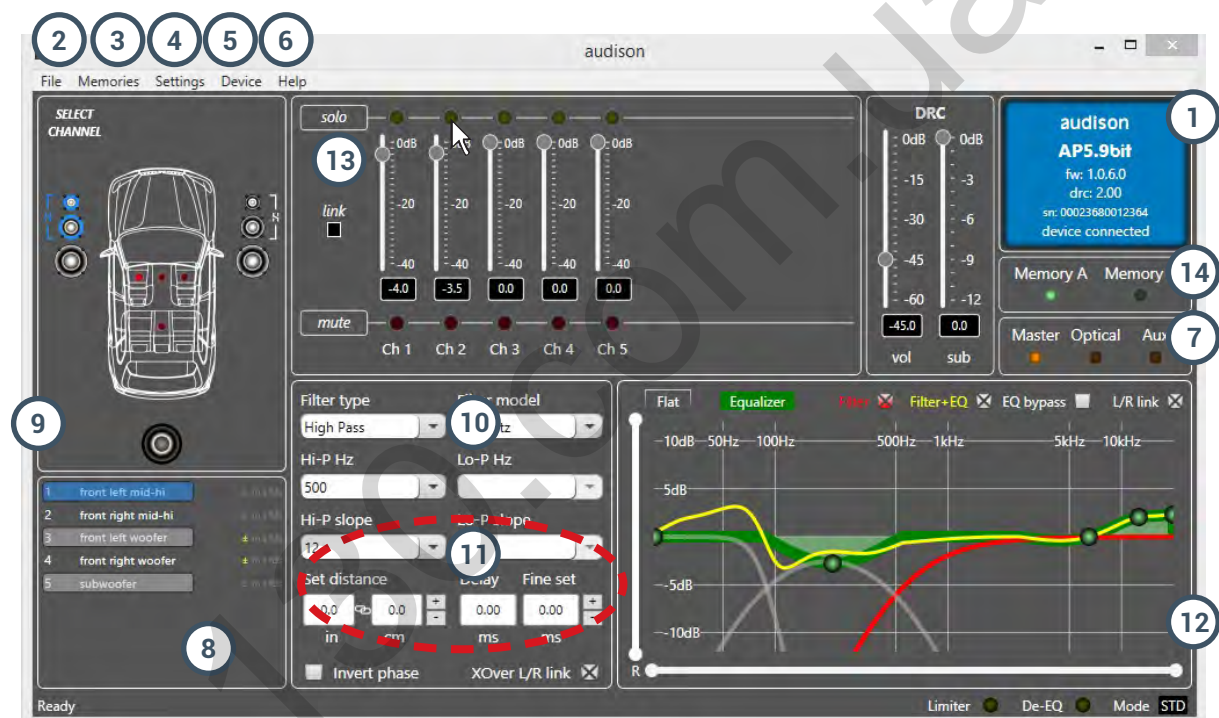 2 3 4 5 6
audison
File Memories Settings Device Help
SELECT
CHANNEL
9
solo
13
0dB 0dB 0dB 0dB
-20 -20 -20 -20 -20
link
-40 -40 -40 -40 -40
-4.0 -3.5 0.0 0.0 0.0
mute
Ch 1 Ch 2 Ch 3 Ch 4 Ch 5
DRC
0dB 0dB
-15 -3
-30 -6
-45 -9
-60 -12
-45.0 0.0
vol sub
1
audison
AP5.9bit
fw: 1.0.6.0
drc: 2.00
sn: 00023680012364
device connected
Memory A Memory
14
Master Optical Aux
7
1 front left mid-hi
2 front right mid-hi
3 front left woofer ±
4 front right woofer ±
5 subwoofer
8
Filter type model
High Pass 10 tz
Hi-P Hz Lo-P Hz
500
Hi-P slope Lo-P slope
12 11
Set distance Delay Fine set
0.0 0.0 + - 0.00 0.00 + -
in cm ms ms
Invert phase XOver L/R link
Flat Equalizer Filter Filter+EQ EQ bypass L/R link
-10dB 50Hz 100Hz 500Hz 1kHz 5kHz 10kHz
5dB
-5dB
-10dB
12
R
Ready Limiter De-EQ Mode STD